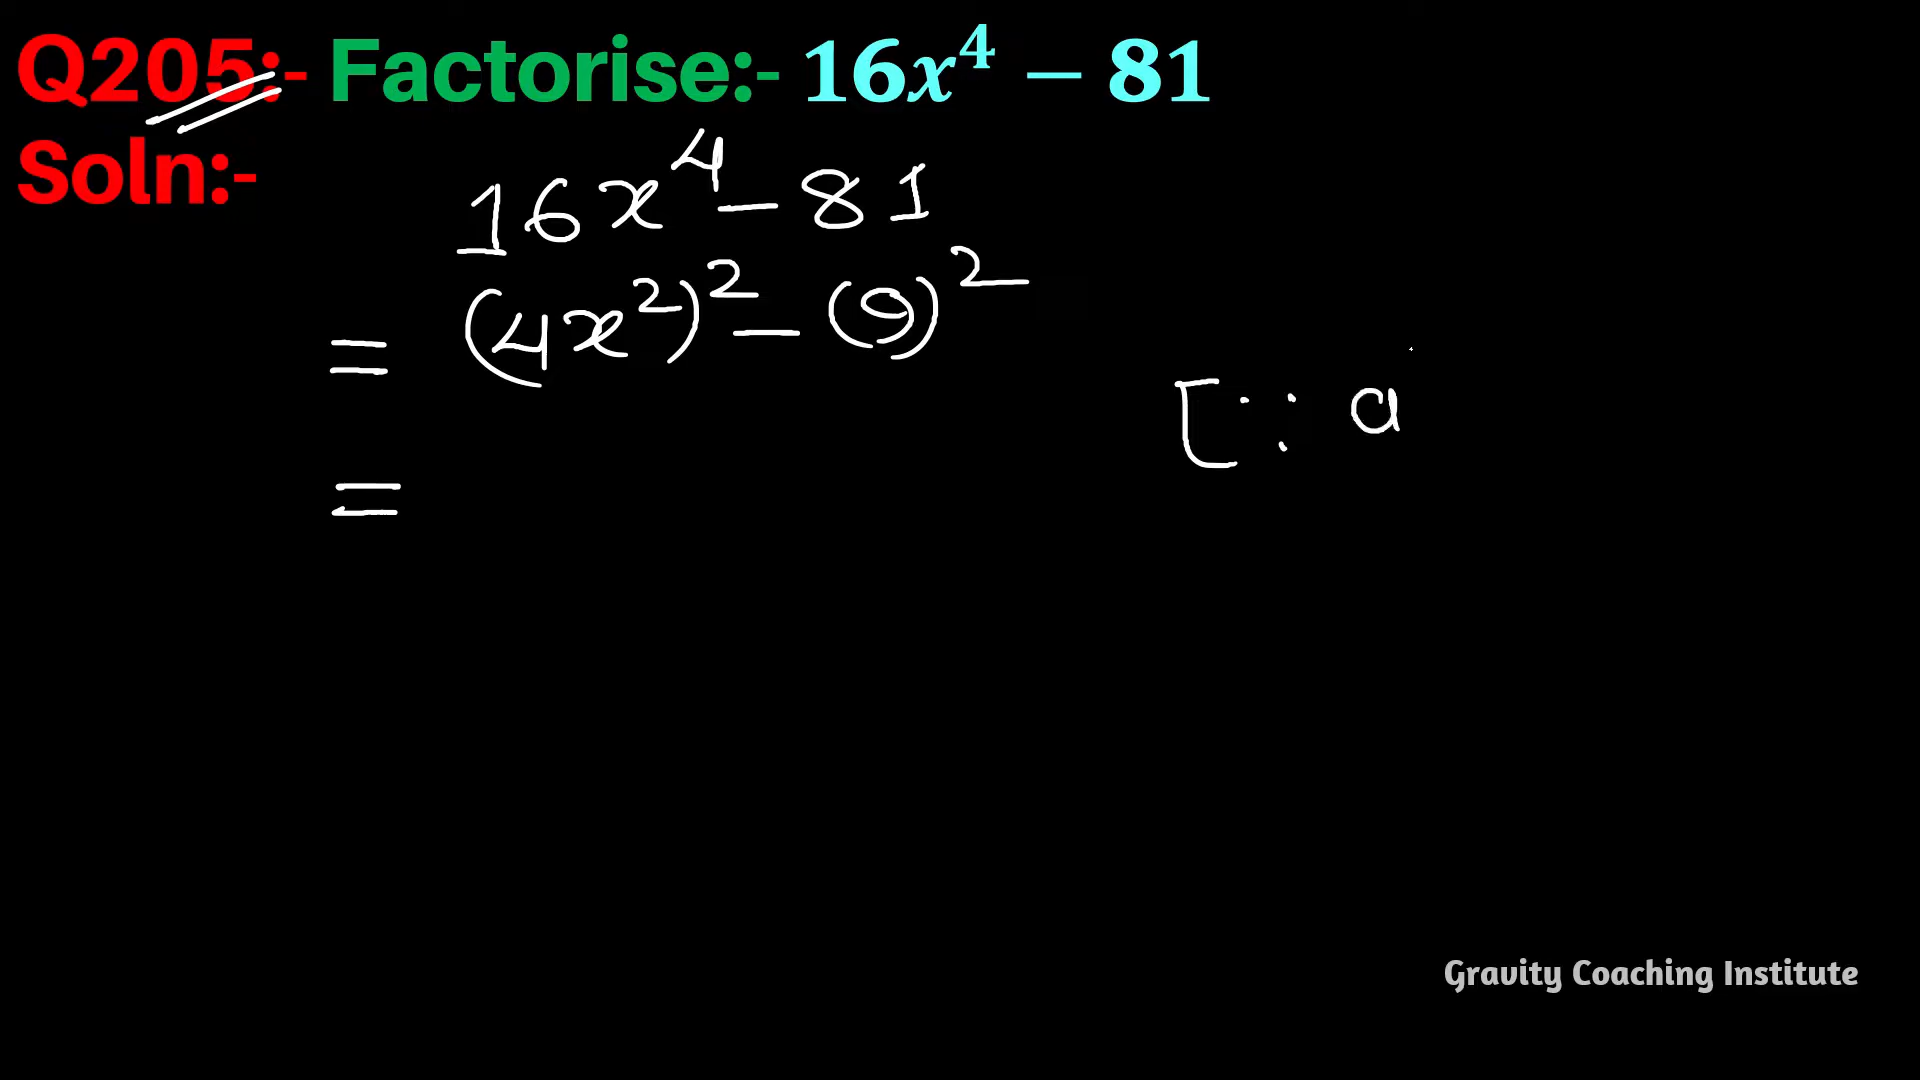 Q205:- Factorise:- 16x⁴ − 81
Soln:-
16x⁴ − 81
= (4x²)² − (9)²
[∵ a
=
Gravity Coaching Institute